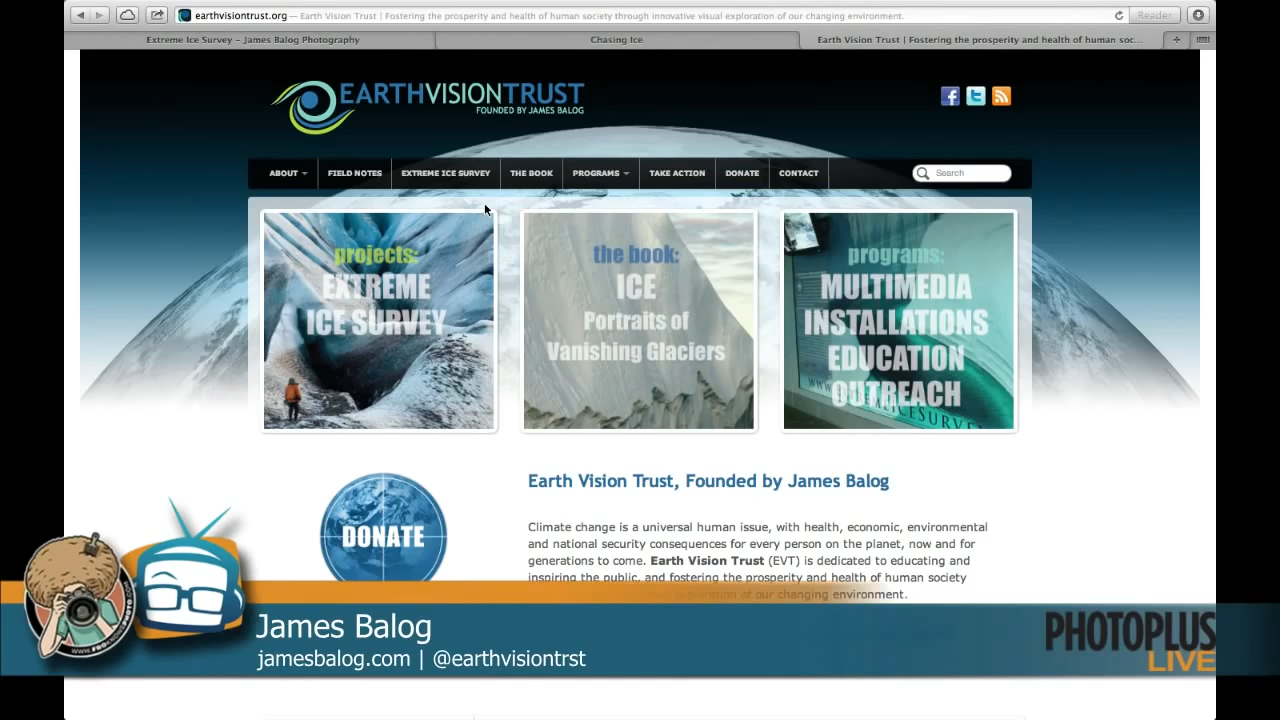 earthvisiontrust.org — Earth Vision Trust | Fostering the prosperity and health of human society through innovative visual exploration of our changing environment.
Reader
Extreme Ice Survey – James Balog Photography
Chasing Ice
Earth Vision Trust | Fostering the prosperity and health of human soc...
EARTHVISIONTRUST
FOUNDED BY JAMES BALOG
ABOUT
FIELD NOTES
EXTREME ICE SURVEY
THE BOOK
PROGRAMS
TAKE ACTION
DONATE
CONTACT
Search
projects:
EXTREME
ICE SURVEY
the book:
ICE
Portraits of
Vanishing Glaciers
programs:
MULTIMEDIA
INSTALLATIONS
EDUCATION
OUTREACH
DONATE
Earth Vision Trust, Founded by James Balog
Climate change is a universal human issue, with health, economic, environmental
and national security consequences for every person on the planet, now and for
generations to come. Earth Vision Trust (EVT) is dedicated to educating and
inspiring the public, and fostering the prosperity and health of human society
exploration of our changing environment.
James Balog
jamesbalog.com | @earthvisiontrst
PHOTOPLUS
LIVE